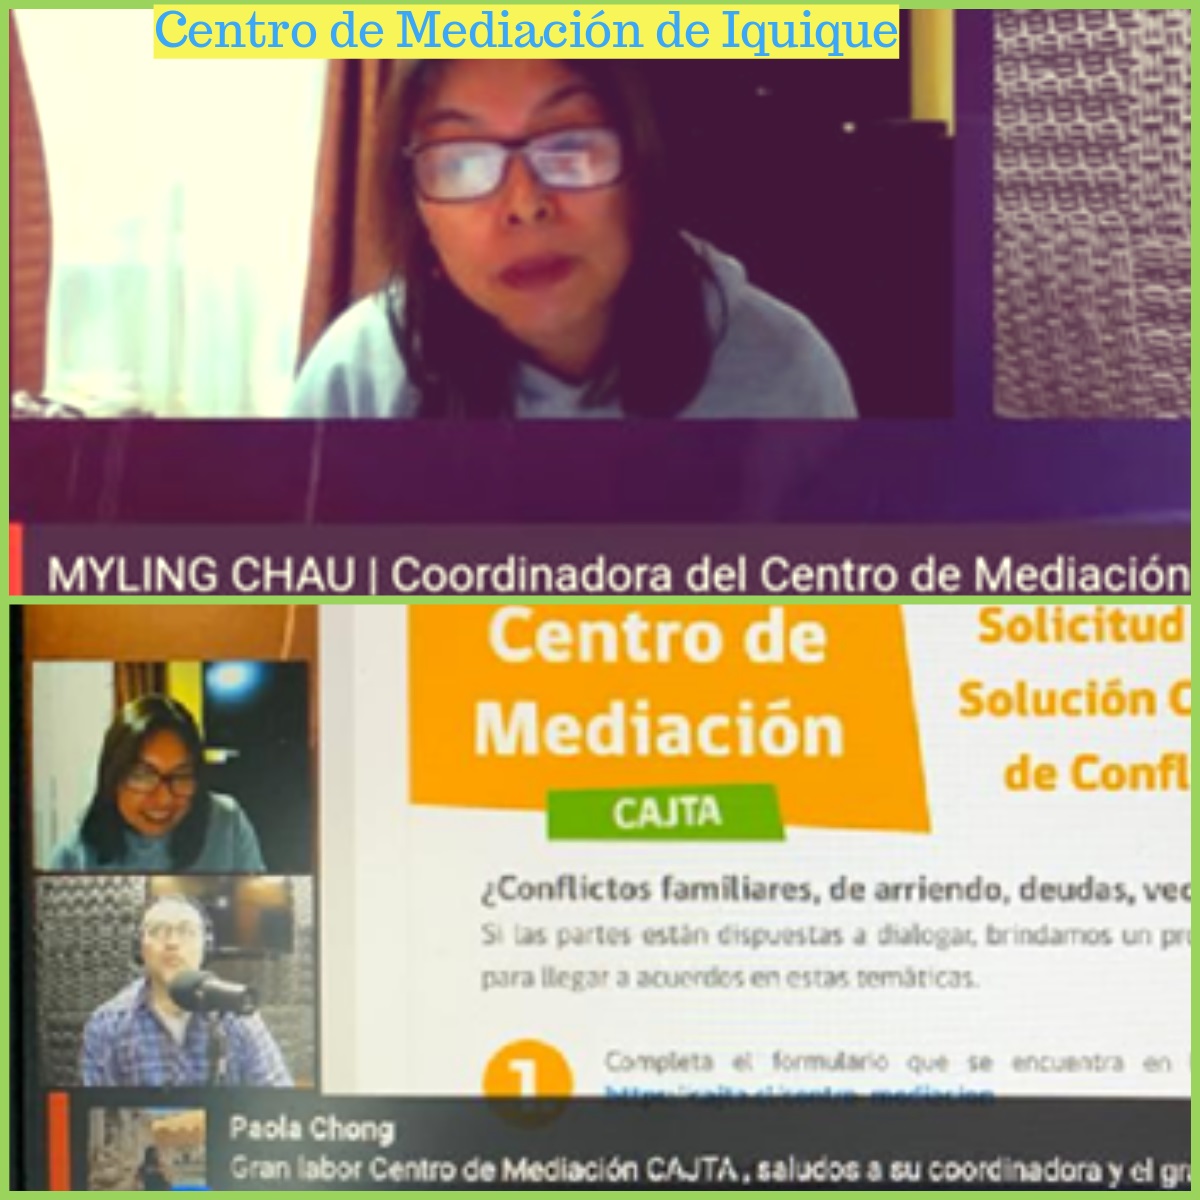 Centro de Mediación de Iquique
MYLING CHAU | Coordinadora del Centro de Mediación
Centro de
Mediación
CAJTA
Solicitud
Solución
de Confl
¿Conflictos familiares, de arriendo, deudas, vec
Si las partes están dispuestas a dialogar, brindamos un pr
para llegar a acuerdos en estas temáticas.
1
Completa el formulario que se encuentra en
Paola Chong
Gran labor Centro de Mediación CAJTA, saludos a su coordinadora y el gr